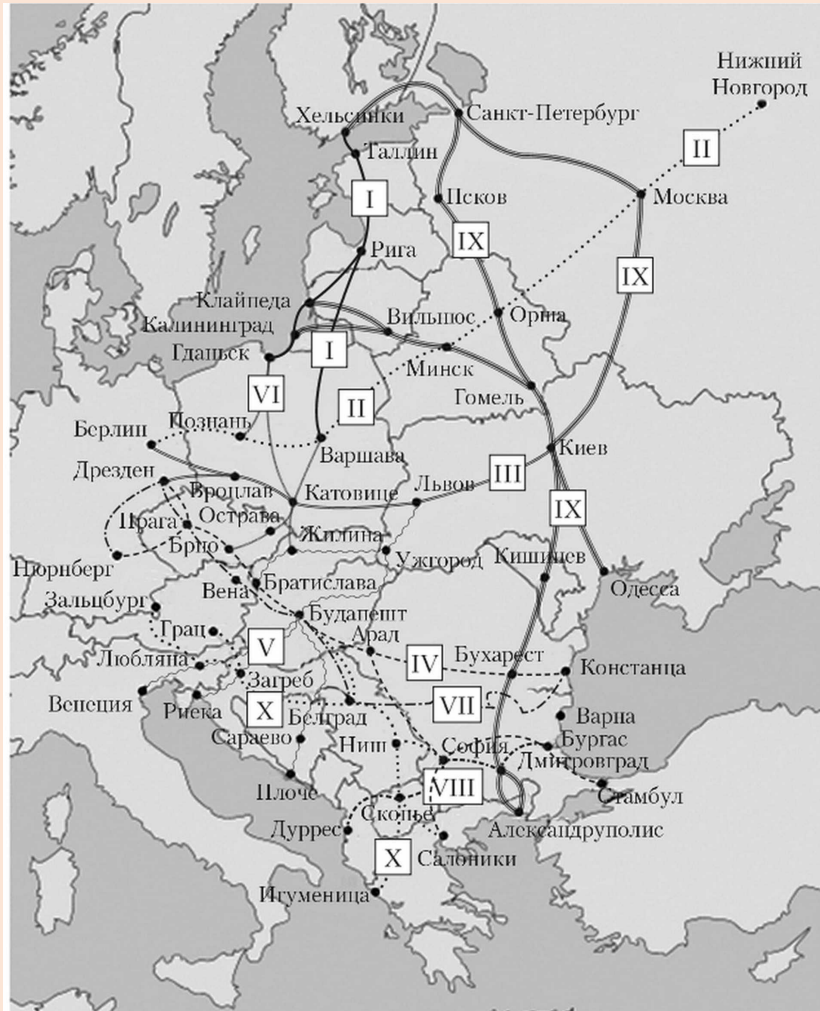 Нижний
Новгород
Хельсинки
Санкт-Петербург
II
Таллин
I
Псков
Москва
IX
Рига
IX
Клайпеда
Калининград
Вильнюс
Орша
Гданьск
I
Минск
VI
II
Гомель
Познань
Берлин
Варшава
Киев
Дрезден
Вроцлав
Катовице
Львов
III
IX
Прага
Острава
Брно
Жилина
Ужгород
Кишинев
Нюрнберг
Вена
Братислава
Одесса
Зальцбург
Будапешт
Грац
Арад
V
Любляна
IV
Бухарест
Констанца
Загреб
Венеция
Риека
X
Белград
VII
Варна
Сараево
Ниш
София
Бургас
Дмитровград
VIII
Плоче
Стамбул
Скопье
Дуррес
Александруполис
X
Салоники
Игуменица